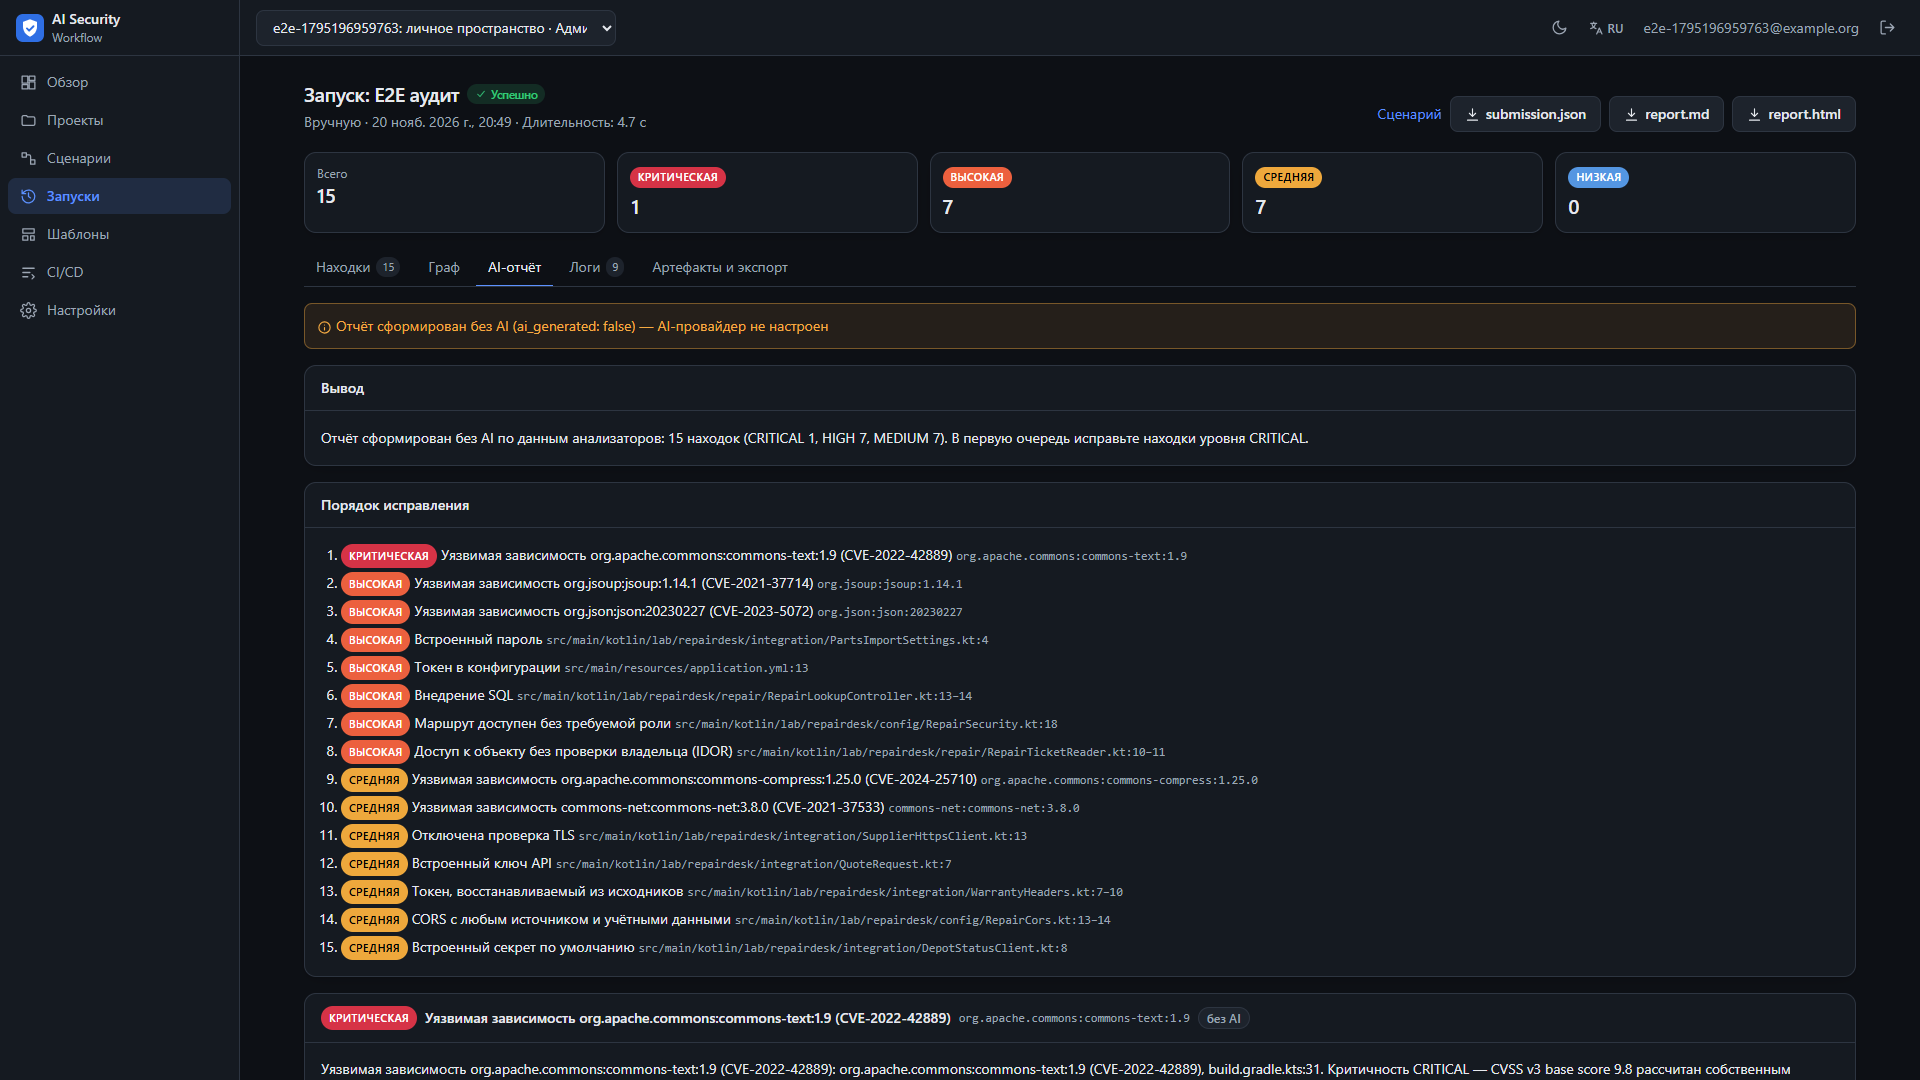 AI Security
Workflow
e2e-1795196959763: личное пространство · Адми
RU
e2e-1795196959763@example.org
Обзор
Проекты
Сценарии
Запуски
Шаблоны
CI/CD
Настройки
Запуск: E2E аудит
Успешно
Вручную · 20 нояб. 2026 г., 20:49 · Длительность: 4.7 с
Сценарий
submission.json
report.md
report.html
Всего
15
КРИТИЧЕСКАЯ
1
ВЫСОКАЯ
7
СРЕДНЯЯ
7
НИЗКАЯ
0
Находки 15
Граф
AI-отчёт
Логи 9
Артефакты и экспорт
Отчёт сформирован без AI (ai_generated: false) — AI-провайдер не настроен
Вывод
Отчёт сформирован без AI по данным анализаторов: 15 находок (CRITICAL 1, HIGH 7, MEDIUM 7). В первую очередь исправьте находки уровня CRITICAL.
Порядок исправления
1. КРИТИЧЕСКАЯ Уязвимая зависимость org.apache.commons:commons-text:1.9 (CVE-2022-42889) org.apache.commons:commons-text:1.9
2. ВЫСОКАЯ Уязвимая зависимость org.jsoup:jsoup:1.14.1 (CVE-2021-37714) org.jsoup:jsoup:1.14.1
3. ВЫСОКАЯ Уязвимая зависимость org.json:json:20230227 (CVE-2023-5072) org.json:json:20230227
4. ВЫСОКАЯ Встроенный пароль src/main/kotlin/lab/repairdesk/integration/PartsImportSettings.kt:4
5. ВЫСОКАЯ Токен в конфигурации src/main/resources/application.yml:13
6. ВЫСОКАЯ Внедрение SQL src/main/kotlin/lab/repairdesk/repair/RepairLookupController.kt:13–14
7. ВЫСОКАЯ Маршрут доступен без требуемой роли src/main/kotlin/lab/repairdesk/config/RepairSecurity.kt:18
8. ВЫСОКАЯ Доступ к объекту без проверки владельца (IDOR) src/main/kotlin/lab/repairdesk/repair/RepairTicketReader.kt:10–11
9. СРЕДНЯЯ Уязвимая зависимость org.apache.commons:commons-compress:1.25.0 (CVE-2024-25710) org.apache.commons:commons-compress:1.25.0
10. СРЕДНЯЯ Уязвимая зависимость commons-net:commons-net:3.8.0 (CVE-2021-37533) commons-net:commons-net:3.8.0
11. СРЕДНЯЯ Отключена проверка TLS src/main/kotlin/lab/repairdesk/integration/SupplierHttpsClient.kt:13
12. СРЕДНЯЯ Встроенный ключ API src/main/kotlin/lab/repairdesk/integration/QuoteRequest.kt:7
13. СРЕДНЯЯ Токен, восстанавливаемый из исходников src/main/kotlin/lab/repairdesk/integration/WarrantyHeaders.kt:7–10
14. СРЕДНЯЯ CORS с любым источником и учётными данными src/main/kotlin/lab/repairdesk/config/RepairCors.kt:13–14
15. СРЕДНЯЯ Встроенный секрет по умолчанию src/main/kotlin/lab/repairdesk/integration/DepotStatusClient.kt:8
КРИТИЧЕСКАЯ Уязвимая зависимость org.apache.commons:commons-text:1.9 (CVE-2022-42889) org.apache.commons:commons-text:1.9 без AI
Уязвимая зависимость org.apache.commons:commons-text:1.9 (CVE-2022-42889): org.apache.commons:commons-text:1.9 (CVE-2022-42889), build.gradle.kts:31. Критичность CRITICAL — CVSS v3 base score 9.8 рассчитан собственным